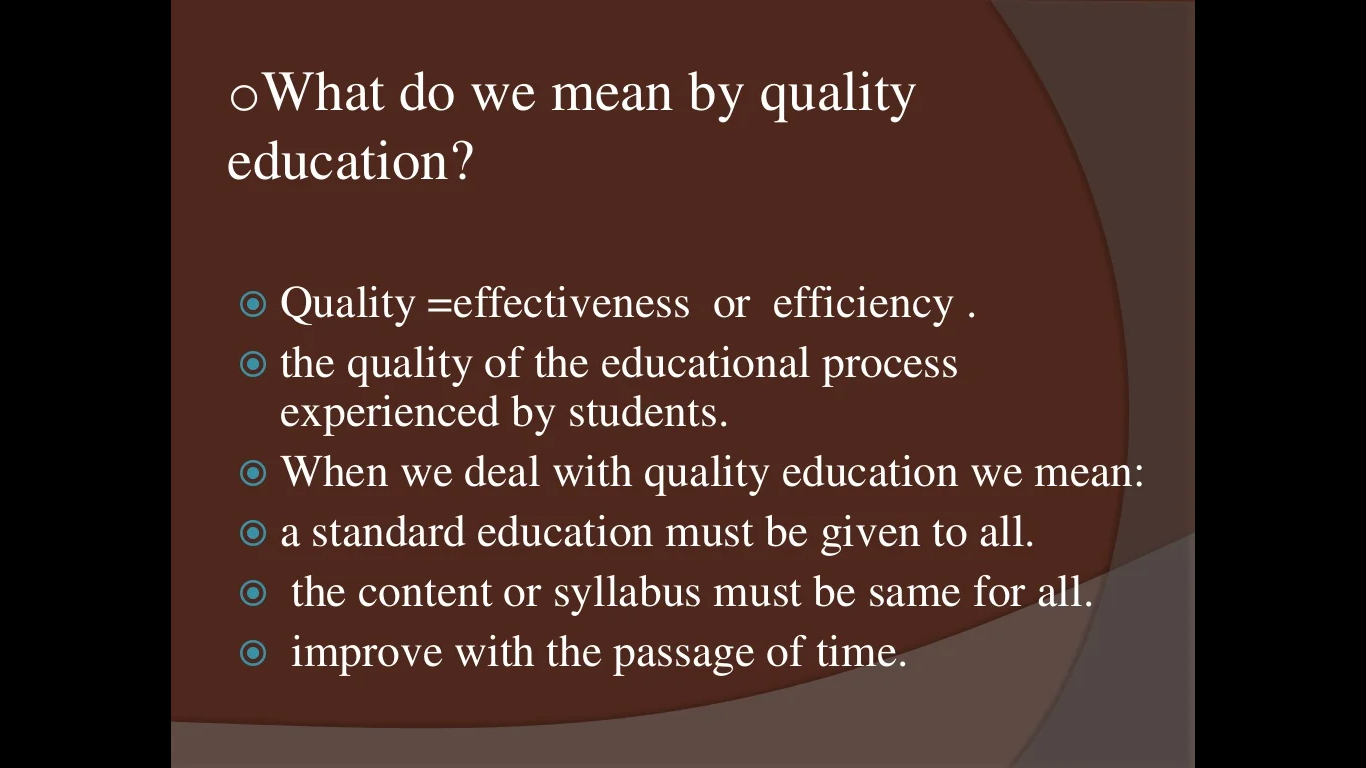 ○What do we mean by quality
education?
Quality =effectiveness or efficiency .
the quality of the educational process
experienced by students.
When we deal with quality education we mean:
a standard education must be given to all.
the content or syllabus must be same for all.
improve with the passage of time.